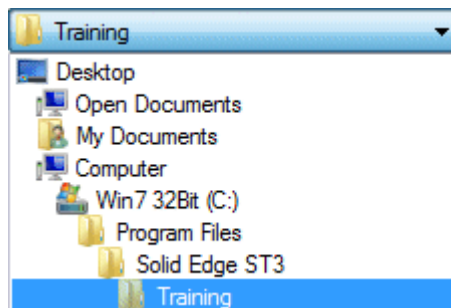 Training
Desktop
Open Documents
My Documents
Computer
Win7 32Bit (C:)
Program Files
Solid Edge ST3
Training